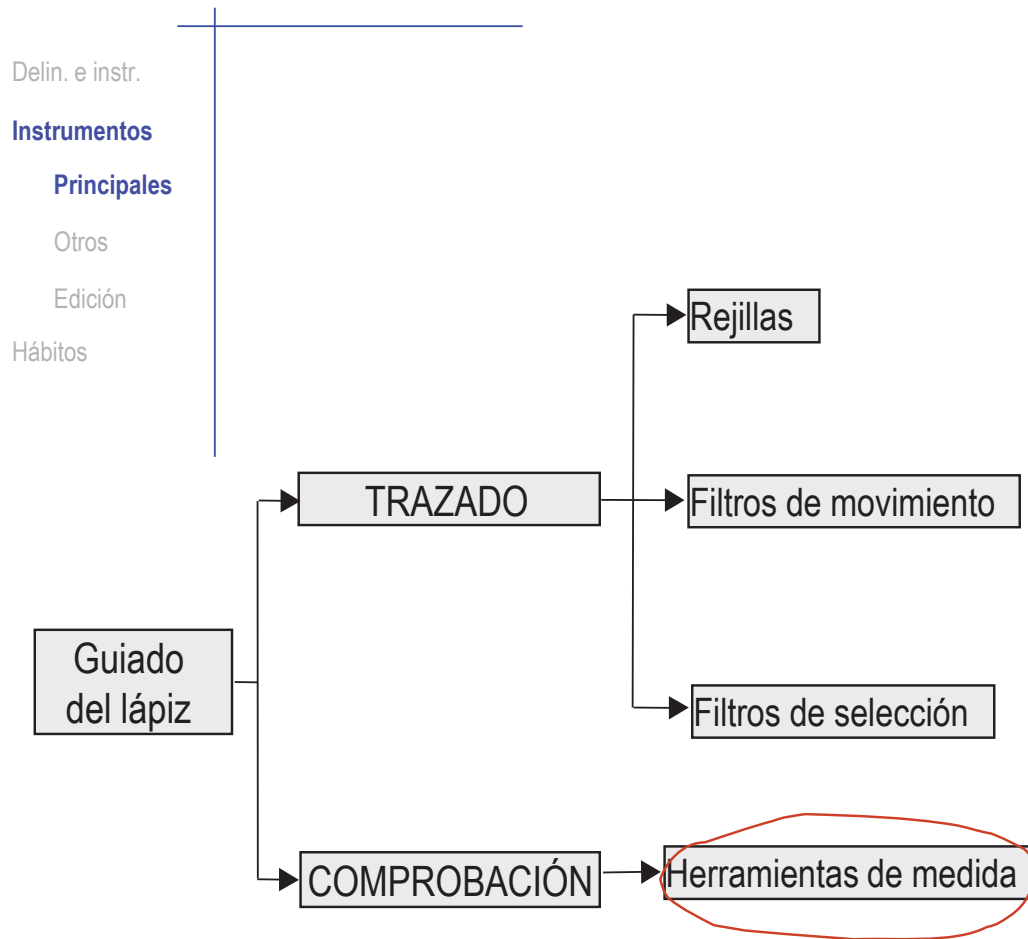 Delin. e instr.
Instrumentos
Principales
Otros
Edición
Hábitos
Rejillas
TRAZADO
Filtros de movimiento
Guiado
del lápiz
Filtros de selección
COMPROBACIÓN
Herramientas de medida